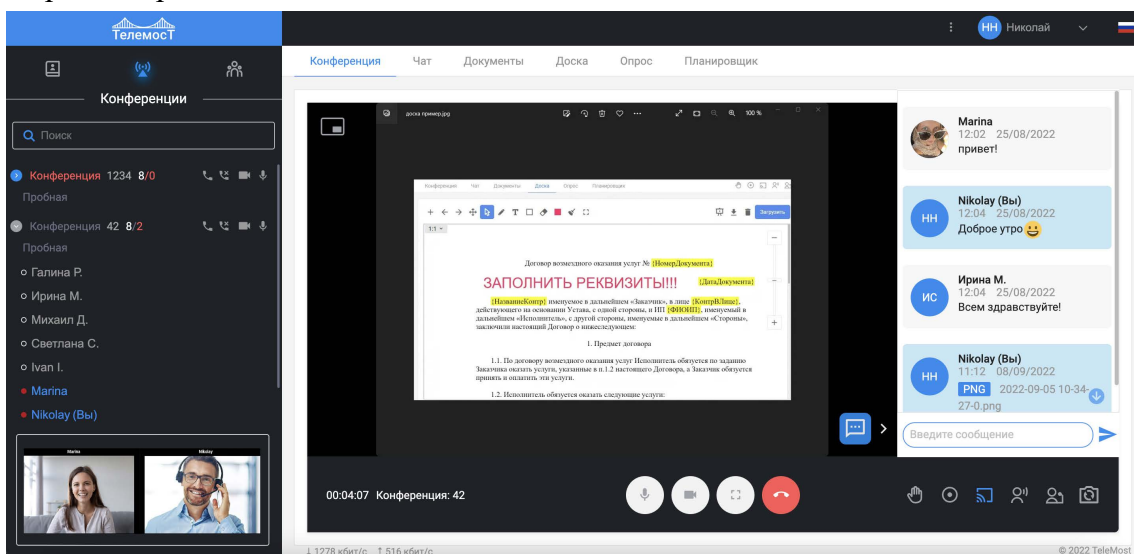 ТелемосТ
НН Николай
Конференции
Поиск
Конференция 1234 8/0
Пробная
Конференция 42 8/2
Пробная
Галина Р.
Ирина М.
Михаил Д.
Светлана С.
Ivan I.
Marina
Nikolay (Вы)
Marina
Nikolay
Конференция Чат Документы Доска Опрос Планировщик
доска пример.jpg
100 %
Конференция Чат Документы Доска Опрос Планировщик
T
Загрузить
1:1
Договор возмездного оказания услуг № {НомерДокумента}
ЗАПОЛНИТЬ РЕКВИЗИТЫ!!! {ДатаДокумента}
{НазваниеКонтр} именуемое в дальнейшем «Заказчик», в лице {КонтрВЛице},
действующего на основании Устава, с одной стороны, и ИП {ФИОИП}, именуемый в
дальнейшем «Исполнитель», с другой стороны, именуемые в дальнейшем «Стороны»,
заключили настоящий Договор о нижеследующем:
1. Предмет договора
1.1. По договору возмездного оказания услуг Исполнитель обязуется по заданию
Заказчика оказать услуги, указанные в п.1.2 настоящего Договора, а Заказчик обязуется
принять и оплатить эти услуги.
1.2. Исполнитель обязуется оказать следующие услуги:
00:04:07 Конференция: 42
Marina
12:02 25/08/2022
привет!
НН
Nikolay (Вы)
12:04 25/08/2022
Доброе утро😀
ИС
Ирина М.
12:04 25/08/2022
Всем здравствуйте!
НН
Nikolay (Вы)
11:12 08/09/2022
PNG 2022-09-05 10-34-
27-0.png
Введите сообщение
↓ 1278 кбит/с ↑ 516 кбит/с
© 2022 TeleMost